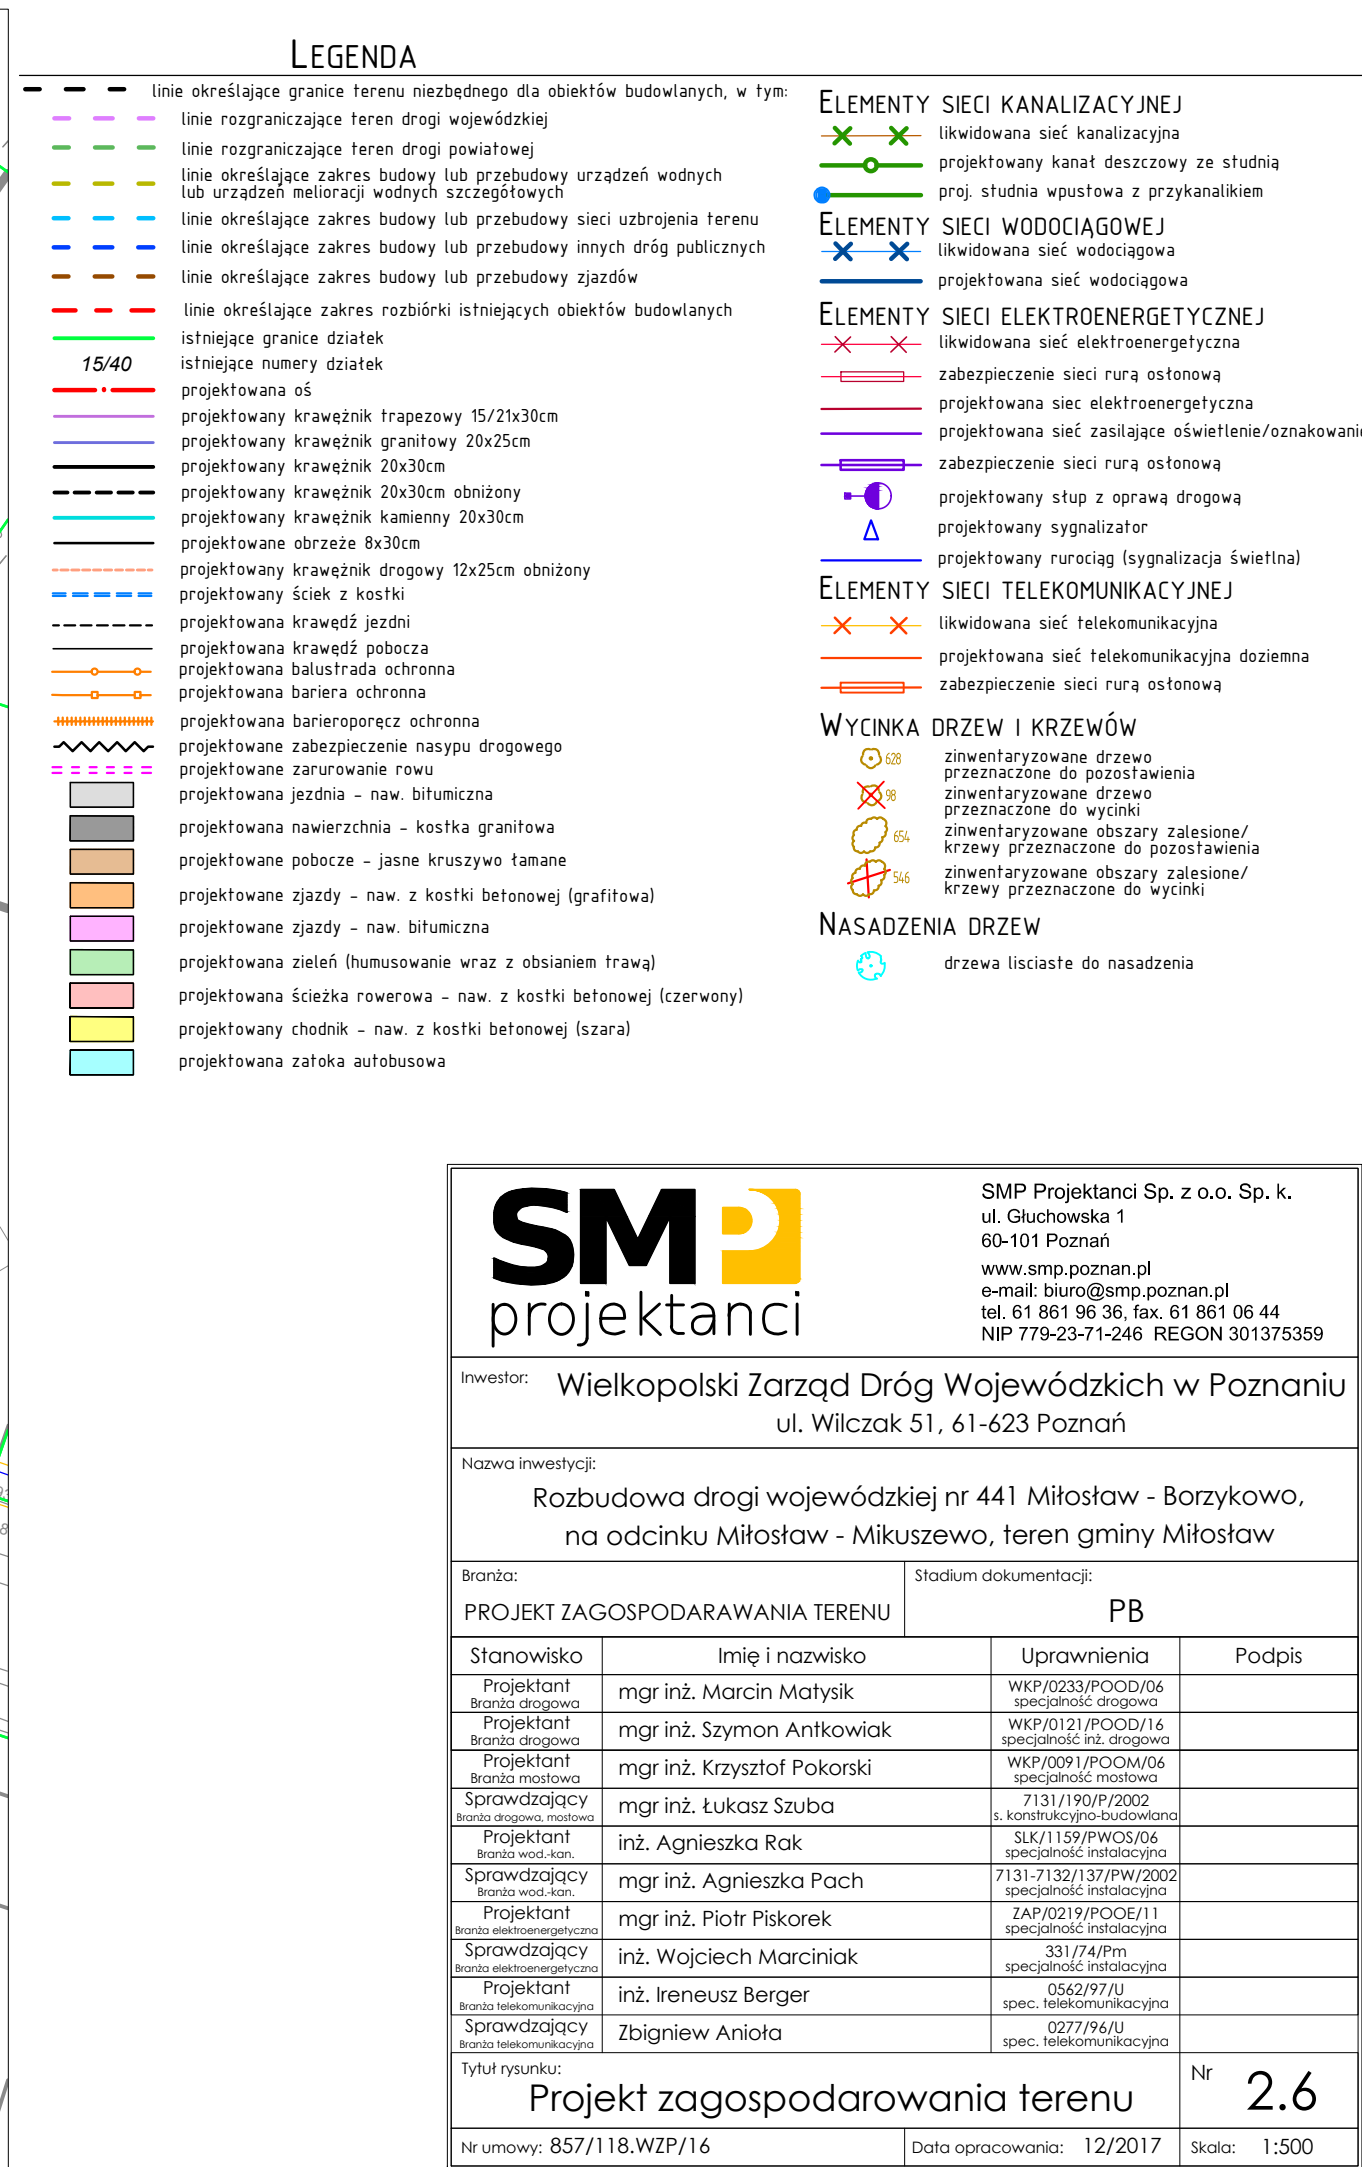 LEGENDA
linie określające granice terenu niezbędnego dla obiektów budowlanych, w tym:
linie rozgraniczające teren drogi wojewódzkiej
linie rozgraniczające teren drogi powiatowej
linie określające zakres budowy lub przebudowy urządzeń wodnych
lub urządzeń melioracji wodnych szczegółowych
linie określające zakres budowy lub przebudowy sieci uzbrojenia terenu
linie określające zakres budowy lub przebudowy innych dróg publicznych
linie określające zakres budowy lub przebudowy zjazdów
linie określające zakres rozbiórki istniejących obiektów budowlanych
istniejące granice działek
15/40 istniejące numery działek
projektowana oś
projektowany krawężnik trapezowy 15/21x30cm
projektowany krawężnik granitowy 20x25cm
projektowany krawężnik 20x30cm
projektowany krawężnik 20x30cm obniżony
projektowany krawężnik kamienny 20x30cm
projektowane obrzeże 8x30cm
projektowany krawężnik drogowy 12x25cm obniżony
projektowany ściek z kostki
projektowana krawędź jezdni
projektowana krawędź pobocza
projektowana balustrada ochronna
projektowana bariera ochronna
projektowana barieroporęcz ochronna
projektowane zabezpieczenie nasypu drogowego
projektowane zarurowanie rowu
projektowana jezdnia - naw. bitumiczna
projektowana nawierzchnia - kostka granitowa
projektowane pobocze - jasne kruszywo łamane
projektowane zjazdy - naw. z kostki betonowej (grafitowa)
projektowane zjazdy - naw. bitumiczna
projektowana zieleń (humusowanie wraz z obsianiem trawą)
projektowana ścieżka rowerowa - naw. z kostki betonowej (czerwony)
projektowany chodnik - naw. z kostki betonowej (szara)
projektowana zatoka autobusowa
ELEMENTY SIECI KANALIZACYJNEJ
likwidowana sieć kanalizacyjna
projektowany kanał deszczowy ze studnią
proj. studnia wpustowa z przykanalikiem
ELEMENTY SIECI WODOCIĄGOWEJ
likwidowana sieć wodociągowa
projektowana sieć wodociągowa
ELEMENTY SIECI ELEKTROENERGETYCZNEJ
likwidowana sieć elektroenergetyczna
zabezpieczenie sieci rurą osłonową
projektowana siec elektroenergetyczna
projektowana sieć zasilające oświetlenie/oznakowanie
zabezpieczenie sieci rurą osłonową
projektowany słup z oprawą drogową
projektowany sygnalizator
projektowany rurociąg (sygnalizacja świetlna)
ELEMENTY SIECI TELEKOMUNIKACYJNEJ
likwidowana sieć telekomunikacyjna
projektowana sieć telekomunikacyjna doziemna
zabezpieczenie sieci rurą osłonową
WYCINKA DRZEW I KRZEWÓW
628 zinwentaryzowane drzewo
przeznaczone do pozostawienia
98 zinwentaryzowane drzewo
przeznaczone do wycinki
654 zinwentaryzowane obszary zalesione/
krzewy przeznaczone do pozostawienia
546 zinwentaryzowane obszary zalesione/
krzewy przeznaczone do wycinki
NASADZENIA DRZEW
drzewa lisciaste do nasadzenia
SMP
projektanci
SMP Projektanci Sp. z o.o. Sp. k.
ul. Głuchowska 1
60-101 Poznań
www.smp.poznan.pl
e-mail: biuro@smp.poznan.pl
tel. 61 861 96 36, fax. 61 861 06 44
NIP 779-23-71-246 REGON 301375359
Inwestor: Wielkopolski Zarząd Dróg Wojewódzkich w Poznaniu
ul. Wilczak 51, 61-623 Poznań
Nazwa inwestycji:
Rozbudowa drogi wojewódzkiej nr 441 Miłosław - Borzykowo,
na odcinku Miłosław - Mikuszewo, teren gminy Miłosław
Branża: Stadium dokumentacji:
PROJEKT ZAGOSPODARAWANIA TERENU PB
Stanowisko Imię i nazwisko Uprawnienia Podpis
Projektant mgr inż. Marcin Matysik WKP/0233/POOD/06
Branża drogowa specjalność drogowa
Projektant mgr inż. Szymon Antkowiak WKP/0121/POOD/16
Branża drogowa specjalność inż. drogowa
Projektant mgr inż. Krzysztof Pokorski WKP/0091/POOM/06
Branża mostowa specjalność mostowa
Sprawdzający mgr inż. Łukasz Szuba 7131/190/P/2002
Branża drogowa, mostowa s. konstrukcyjno-budowlana
Projektant inż. Agnieszka Rak SLK/1159/PWOS/06
Branża wod.-kan. specjalność instalacyjna
Sprawdzający mgr inż. Agnieszka Pach 7131-7132/137/PW/2002
Branża wod.-kan. specjalność instalacyjna
Projektant mgr inż. Piotr Piskorek ZAP/0219/POOE/11
Branża elektroenergetyczna specjalność instalacyjna
Sprawdzający inż. Wojciech Marciniak 331/74/Pm
Branża elektroenergetyczna specjalność instalacyjna
Projektant inż. Ireneusz Berger 0562/97/U
Branża telekomunikacyjna spec. telekomunikacyjna
Sprawdzający Zbigniew Anioła 0277/96/U
Branża telekomunikacyjna spec. telekomunikacyjna
Tytuł rysunku: Nr
Projekt zagospodarowania terenu 2.6
Nr umowy: 857/118.WZP/16 Data opracowania: 12/2017 Skala: 1:500